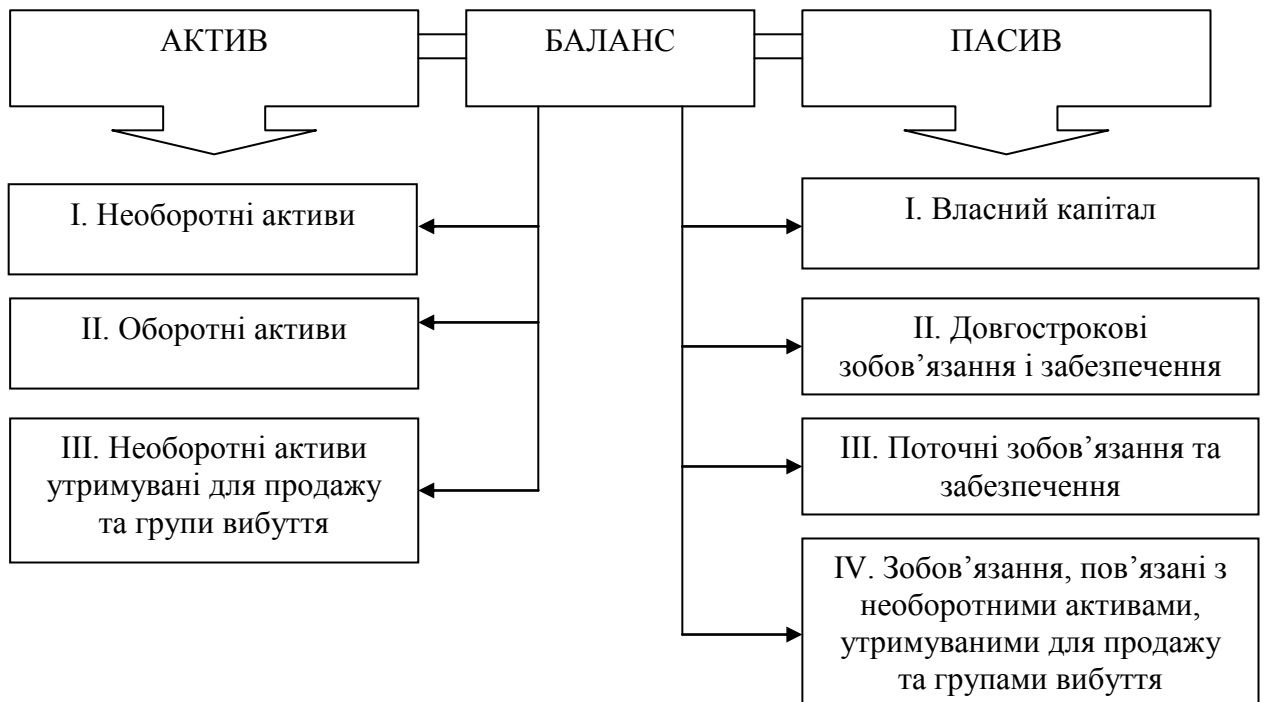 АКТИВ
БАЛАНС
ПАСИВ
І. Необоротні активи
ІІ. Оборотні активи
ІІІ. Необоротні активи
утримувані для продажу
та групи вибуття
І. Власний капітал
ІІ. Довгострокові
зобов’язання і забезпечення
ІІІ. Поточні зобов’язання та
забезпечення
IV. Зобов’язання, пов’язані з
необоротними активами,
утримуваними для продажу
та групами вибуття